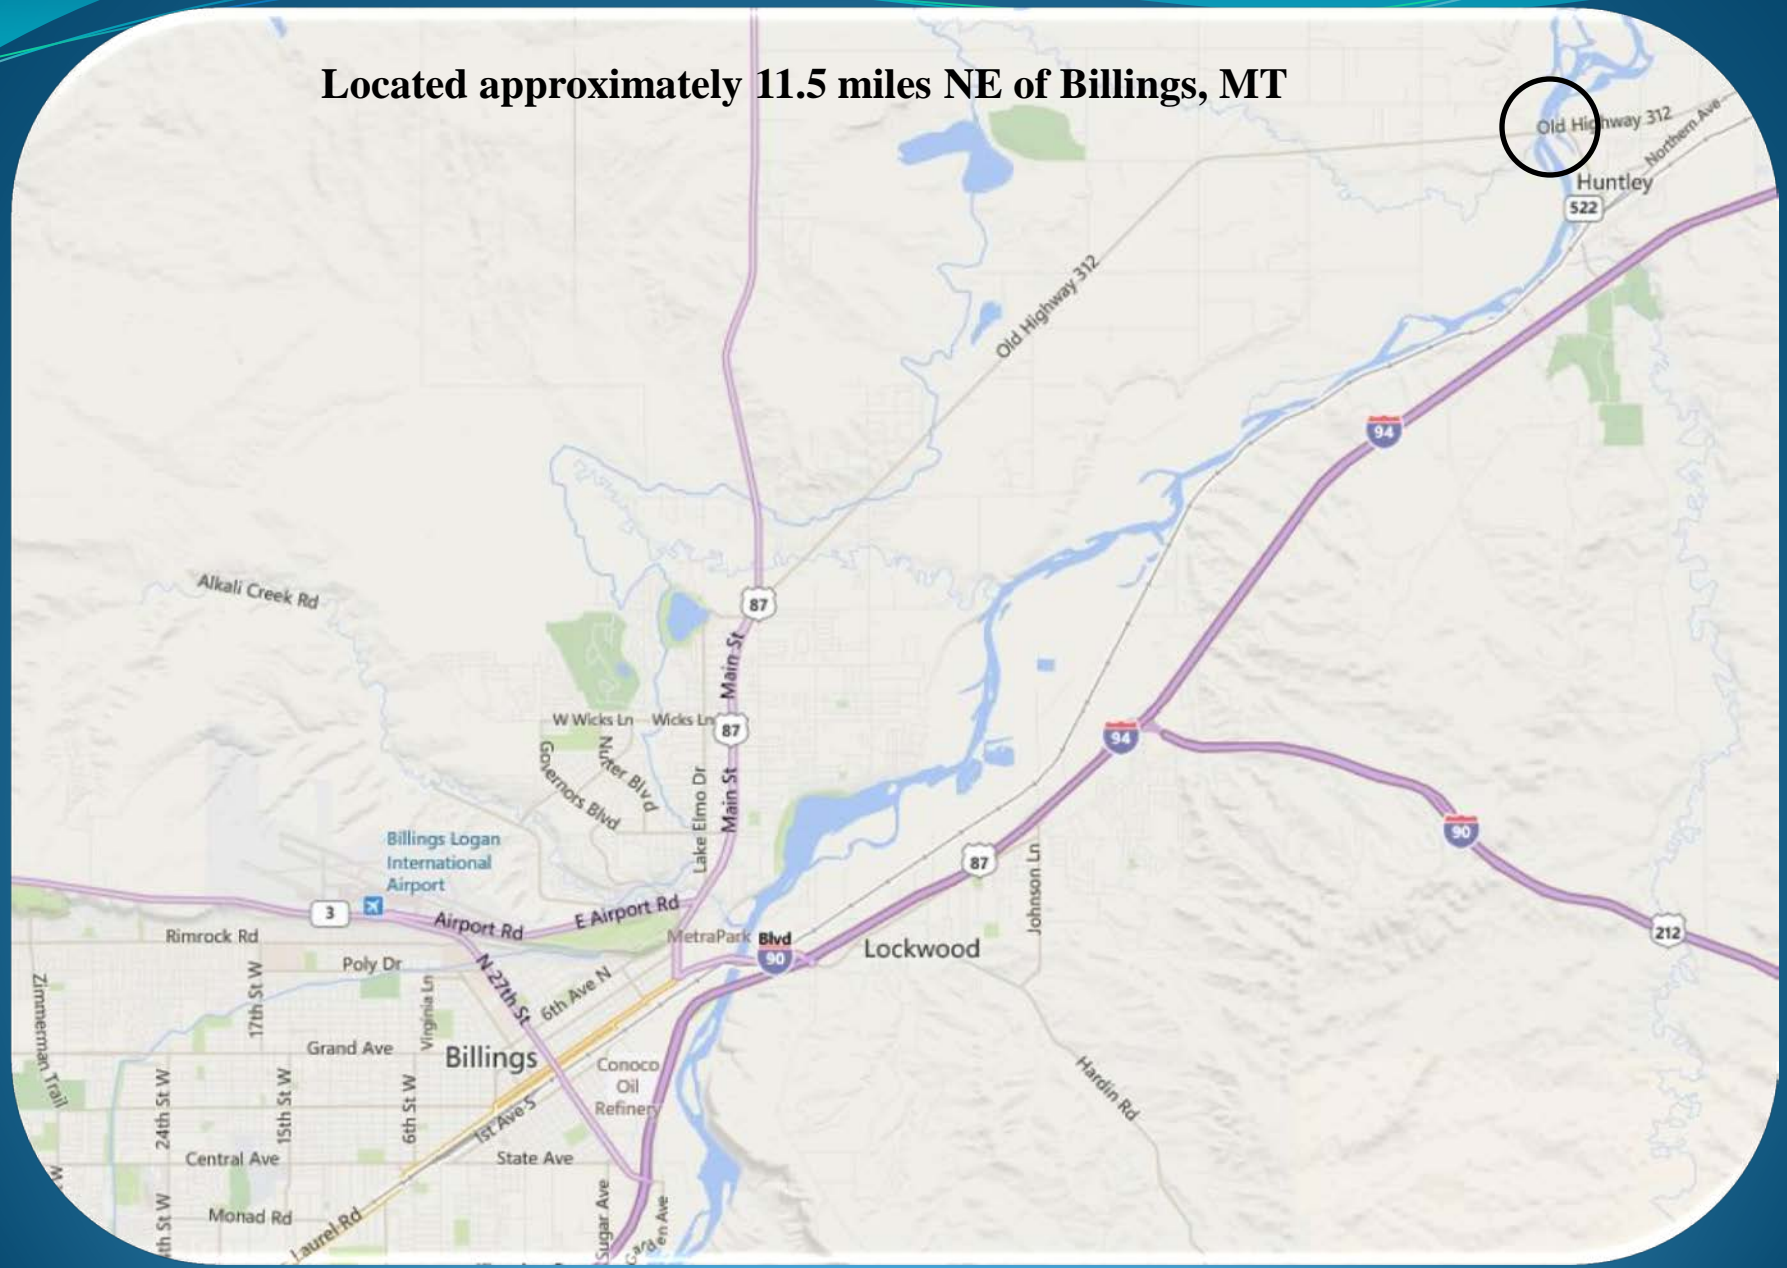 Located approximately 11.5 miles NE of Billings, MT
Old Highway 312
Northern Ave
Huntley
522
Old Highway 312
94
Alkali Creek Rd
87
Main St
W Wicks Ln
Wicks Ln
87
94
Governors Blvd
Nutter Blvd
Lake Elmo Dr
Main St
90
Billings Logan
International
Airport
87
Johnson Ln
3
Airport Rd
E Airport Rd
212
Rimrock Rd
MetraPark
Blvd
90
Lockwood
Poly Dr
N 27th St
6th Ave N
Zimmerman Trail
17th St W
Virginia Ln
Grand Ave
Billings
Conoco
Oil
Refinery
Hardin Rd
24th St W
15th St W
6th St W
1st Ave S
Central Ave
State Ave
Monad Rd
Laurel Rd
Sugar Ave
Garden Ave